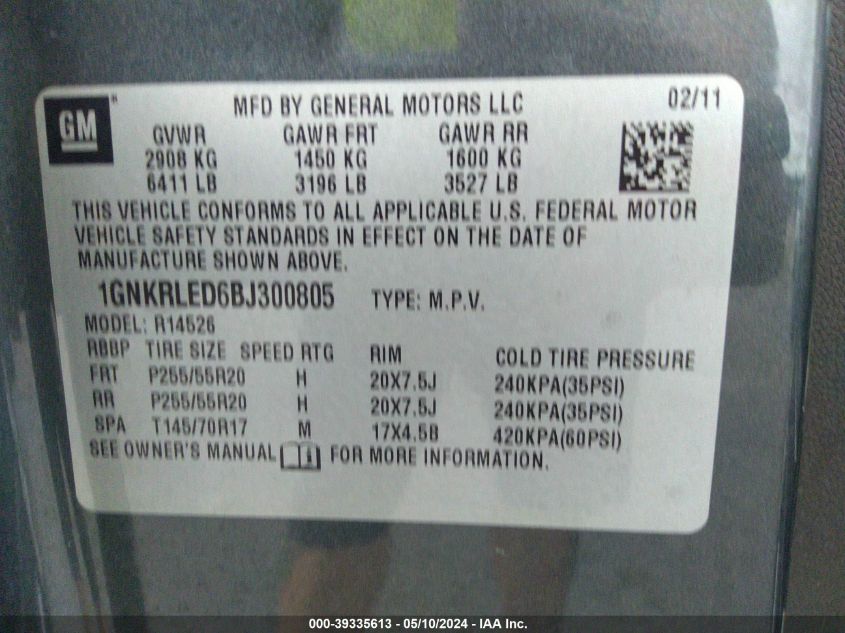 GM
MFD BY GENERAL MOTORS LLC 02/11
GVWR GAWR FRT GAWR RR
2908 KG 1450 KG 1600 KG
6411 LB 3196 LB 3527 LB
THIS VEHICLE CONFORMS TO ALL APPLICABLE U.S. FEDERAL MOTOR
VEHICLE SAFETY STANDARDS IN EFFECT ON THE DATE OF
MANUFACTURE SHOWN ABOVE.
1GNKRLED6BJ300805 TYPE: M.P.V.
MODEL: R14526
RBBP TIRE SIZE SPEED RTG RIM COLD TIRE PRESSURE
FRT P255/55R20 H 20X7.5J 240KPA(35PSI)
RR P255/55R20 H 20X7.5J 240KPA(35PSI)
SPA T145/70R17 M 17X4.5B 420KPA(60PSI)
SEE OWNER'S MANUAL FOR MORE INFORMATION.
000-39335613 - 05/10/2024 - IAA Inc.